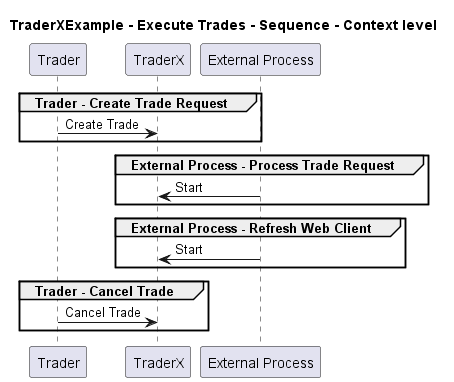 TraderXExample - Execute Trades - Sequence - Context level
Trader TraderX External Process
Trader - Create Trade Request
Create Trade
External Process - Process Trade Request
Start
External Process - Refresh Web Client
Start
Trader - Cancel Trade
Cancel Trade
Trader TraderX External Process